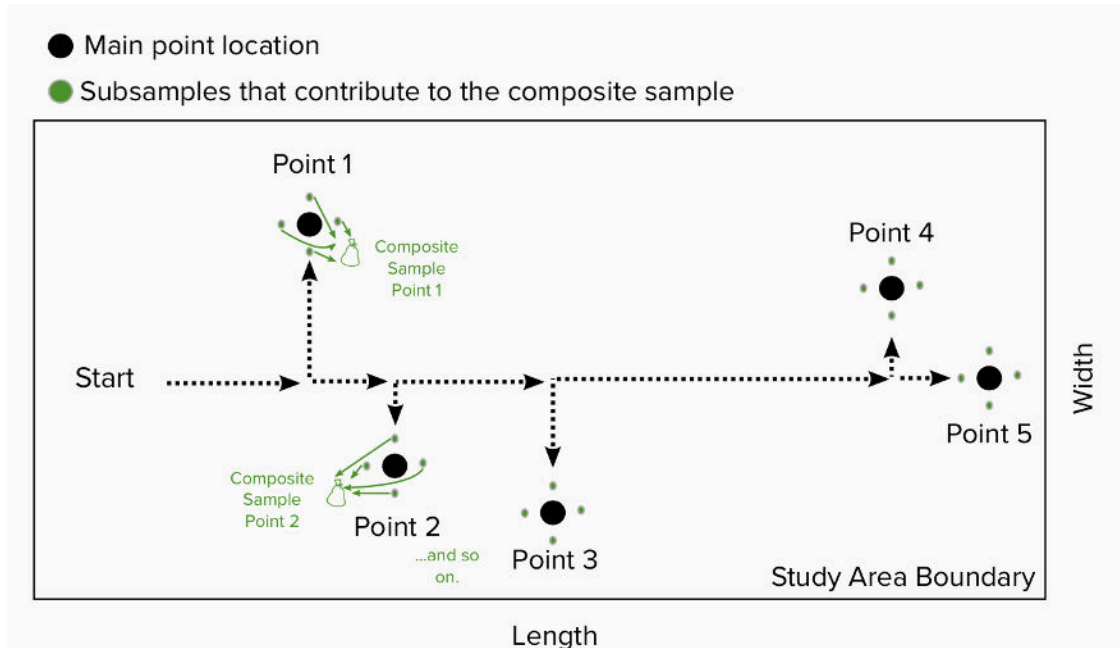 Main point location
Subsamples that contribute to the composite sample
Point 1
Composite
Sample
Point 1
Point 4
Start
Width
Point 5
Composite
Sample
Point 2
Point 2
...and so
on.
Point 3
Study Area Boundary
Length